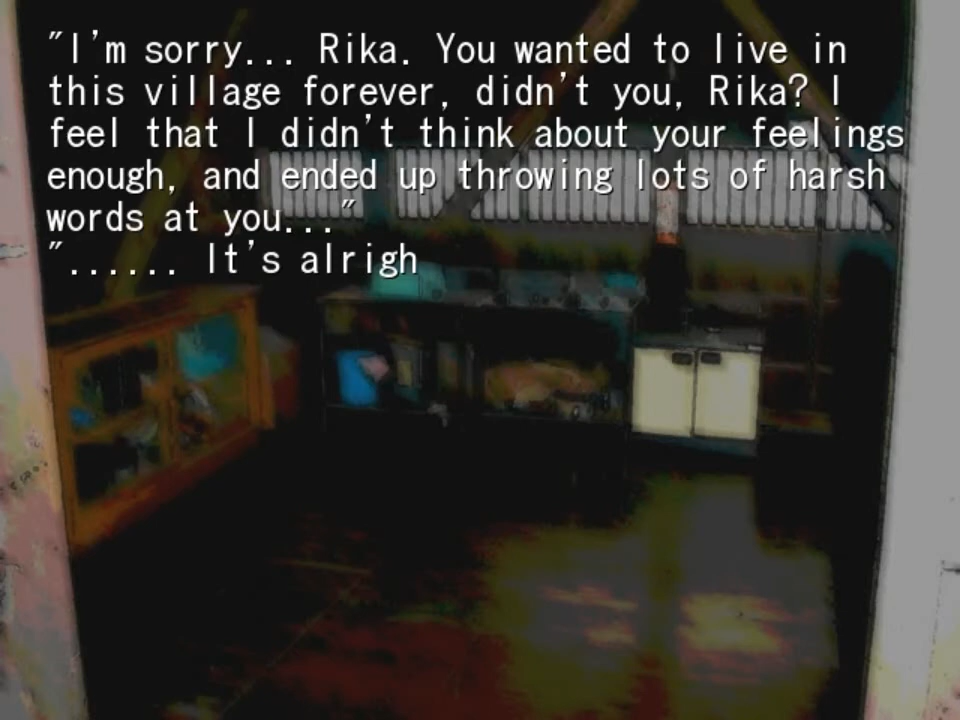 "I'm sorry... Rika. You wanted to live in
this village forever, didn't you, Rika? I
feel that I didn't think about your feelings
enough, and ended up throwing lots of harsh
words at you..."
"...... It's alrigh